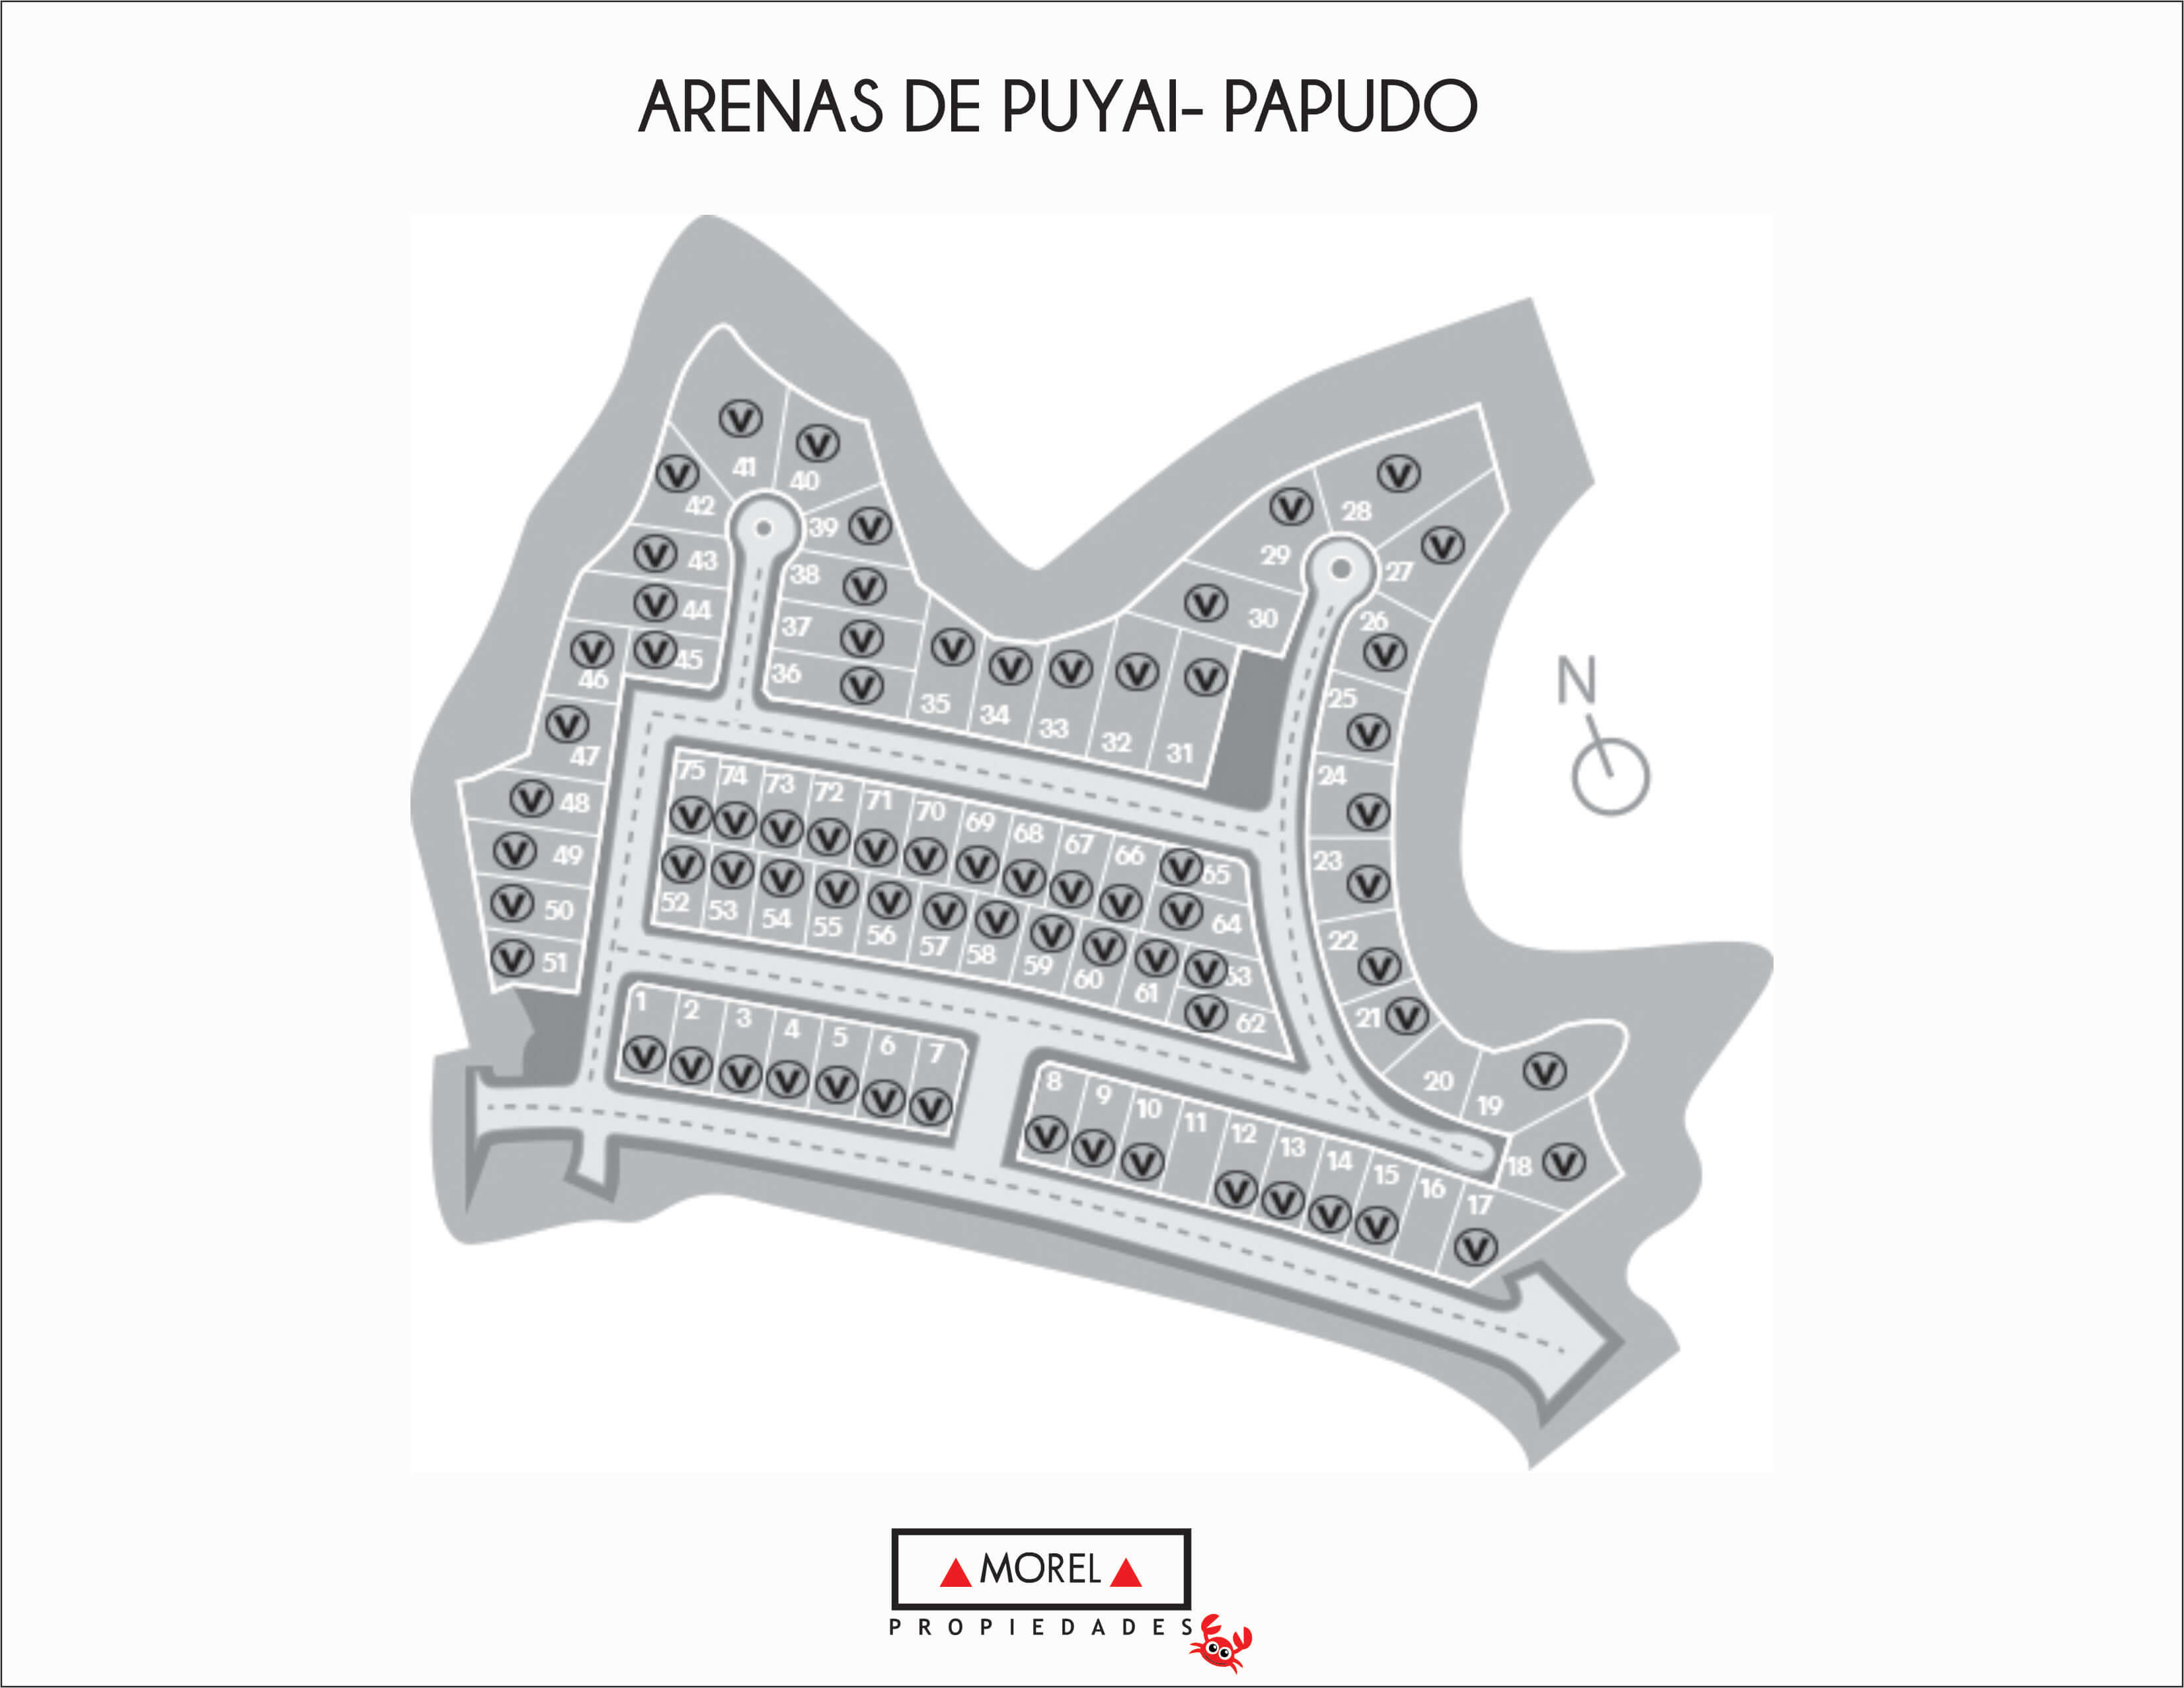 ARENAS DE PUYAI- PAPUDO
V
V
41
40
V
42
39 V
V 43
38 V
V 44
37 V
V V 45
46
36 V
V
47
V
35
V
34
V
33
V
32
V
31
V
28
V
29
V
27
V 30
26
V
25
V
24
V
23
V
22
V
21 V
20
19
V
18 V
N
V 48
V 49
V 50
V 51
75 74 73 72 71 70 69 68 67 66 V 65
V V V V V V V V V V
V V V V V V V V V V
V 64
52 53 54 55 56 57 58 59 60 61
V 63
V 62
1 2 3 4 5 6 7
V V V V V V V
8 9 10 11 12 13 14 15 16 17
V V V V V V V V
MOREL
PROPIEDADES